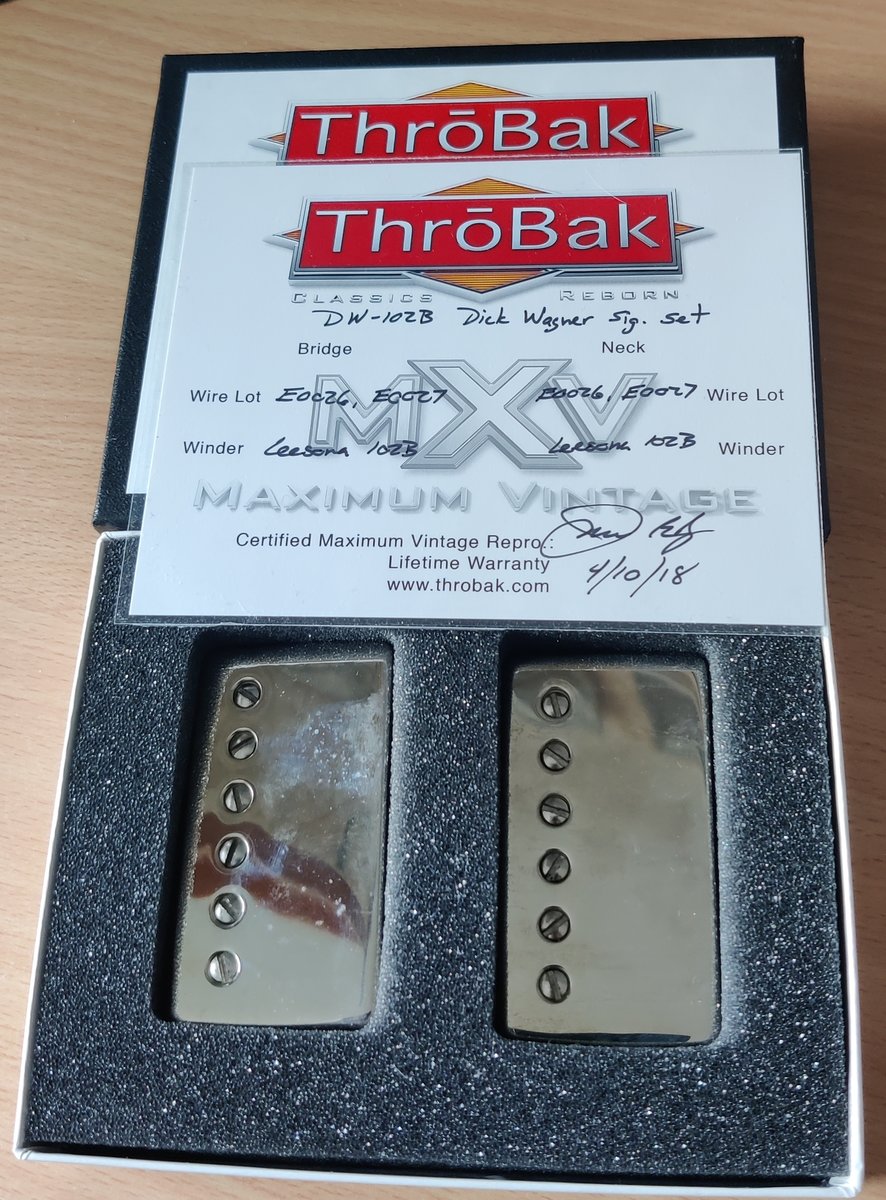 ThrōBak
ThrōBak
CLASSICS REBORN
DW-102B Dick Wagner Sig. set
Bridge Neck
Wire Lot E0026, E0027 E0026, E0027 Wire Lot
MXV
Winder Leesona 102B Leesona 102B Winder
MAXIMUM VINTAGE
Certified Maximum Vintage Repro.:
Lifetime Warranty
4/10/18
www.throbak.com